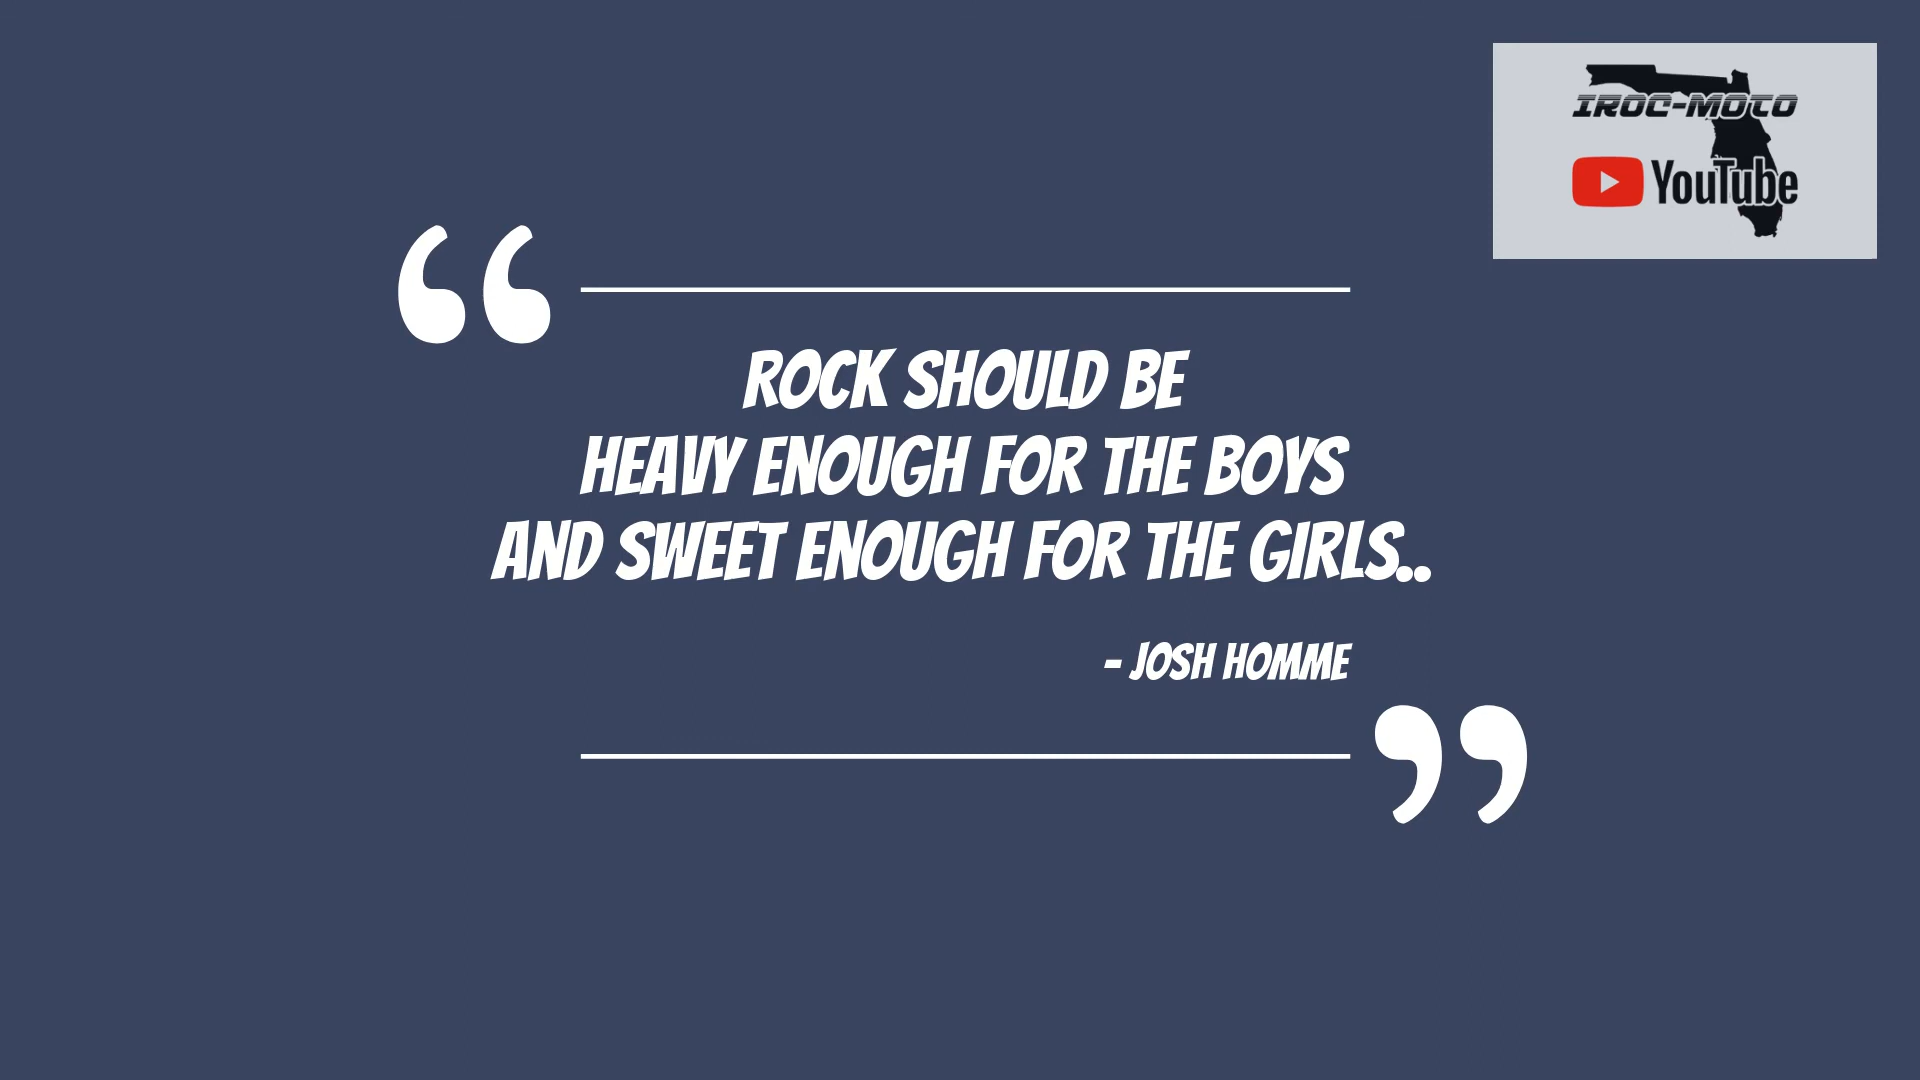 IROC-MOTO
YouTube
“
ROCK SHOULD BE
HEAVY ENOUGH FOR THE BOYS
AND SWEET ENOUGH FOR THE GIRLS..
- JOSH HOMME
”